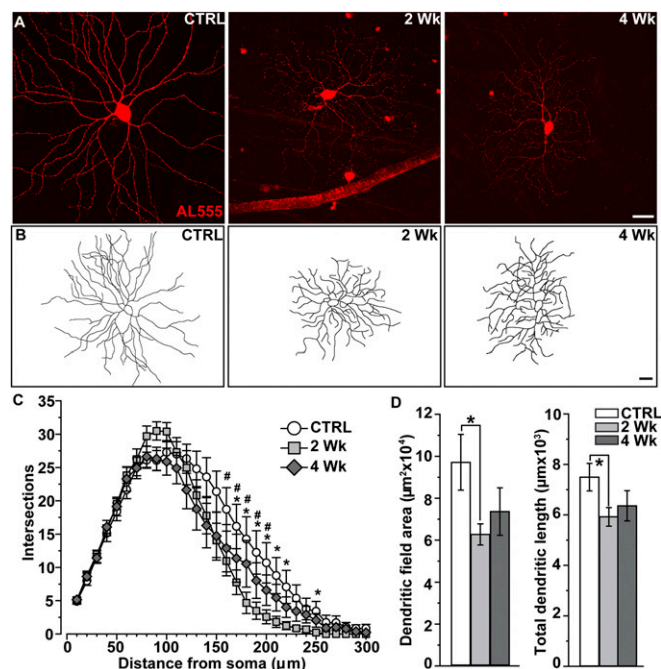 A
CTRL
2 Wk
4 Wk
AL555
B
CTRL
2 Wk
4 Wk
C
35
30
25
20
15
10
5
0
Intersections
CTRL
2 Wk
4 Wk
#
#
*
#
*
#
*
#
*
*
*
*
0
50
100
150
200
250
300
Distance from soma (µm)
D
12
10
8
6
4
2
0
Dendritic field area (µm²x10⁴)
*
10
8
6
4
2
0
Total dendritic length (µmx10³)
*
CTRL
2 Wk
4 Wk